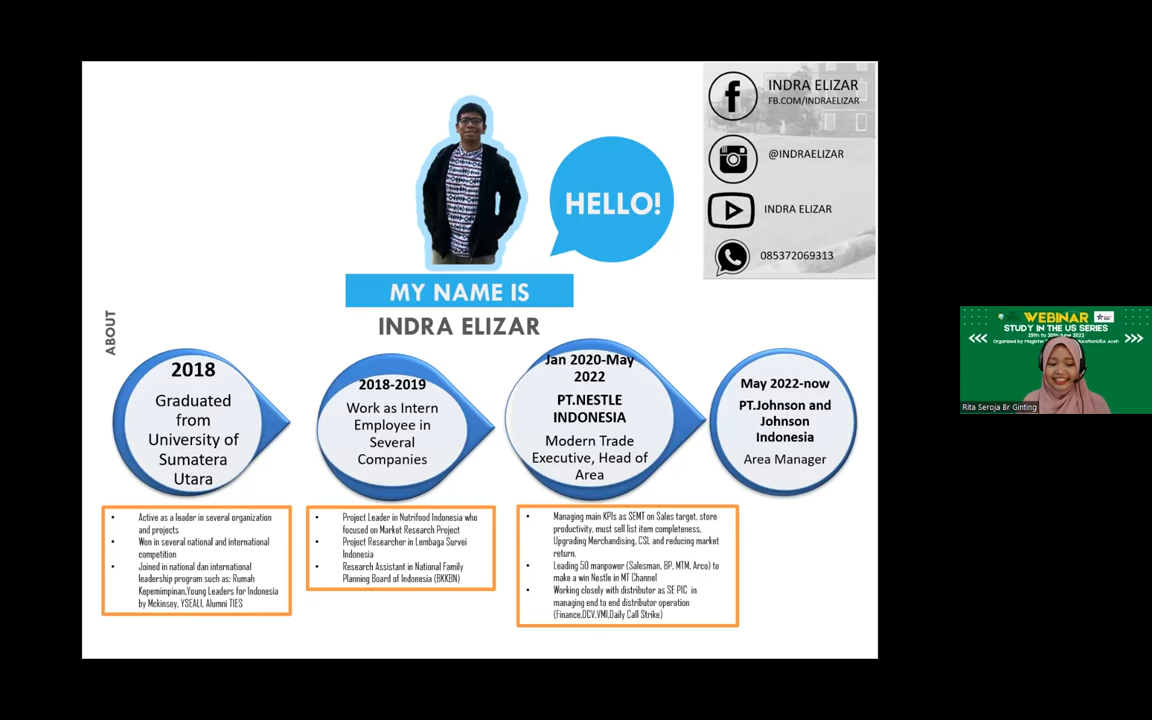 INDRA ELIZAR
FB.COM/INDRAELIZAR
@INDRAELIZAR
INDRA ELIZAR
085372069313
HELLO!
MY NAME IS
INDRA ELIZAR
ABOUT
2018
Graduated
from
University of
Sumatera
Utara
Active as a leader in several organization
and projects
Won in several national and international
competition
Joined in national dan international
leadership program such as: Rumah
Kepemimpinan,Young Leaders for Indonesia
by Mckinsey, YSEALI, Alumni TIES
2018-2019
Work as Intern
Employee in
Several
Companies
Project Leader in Nutrifood Indonesia who
focused on Market Research Project
Project Researcher in Lembaga Survei
Indonesia
Research Assistant in National Family
Planning Board of Indonesia (BKKBN)
Jan 2020-May
2022
PT.NESTLE
INDONESIA
Modern Trade
Executive, Head of
Area
Managing main KPIs as SEMT on Sales target, store
productivity, must sell list item completeness,
Upgrading Merchandising, CSL and reducing market
return.
Leading 50 manpower (Salesman, BP, MTM, Arco) to
make a win Nestle in MT Channel
Working closely with distributor as SE PIC in
managing end to end distributor operation
(Finance,DCV,VMI,Daily Call Strike)
May 2022-now
PT.Johnson and
Johnson
Indonesia
Area Manager
WEBINAR
STUDY IN THE US SERIES
Rita Seroja Br Ginting